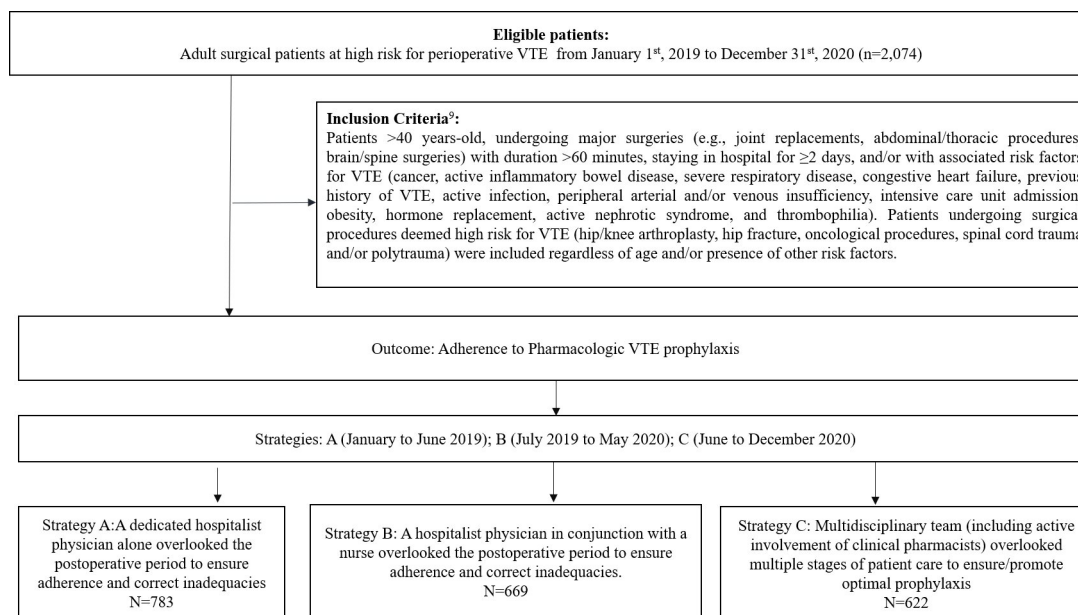 Eligible patients:
Adult surgical patients at high risk for perioperative VTE from January 1st, 2019 to December 31st, 2020 (n=2,074)
Inclusion Criteria9:
Patients >40 years-old, undergoing major surgeries (e.g., joint replacements, abdominal/thoracic procedures
brain/spine surgeries) with duration >60 minutes, staying in hospital for ≥2 days, and/or with associated risk factors
for VTE (cancer, active inflammatory bowel disease, severe respiratory disease, congestive heart failure, previous
history of VTE, active infection, peripheral arterial and/or venous insufficiency, intensive care unit admission
obesity, hormone replacement, active nephrotic syndrome, and thrombophilia). Patients undergoing surgical
procedures deemed high risk for VTE (hip/knee arthroplasty, hip fracture, oncological procedures, spinal cord trauma
and/or polytrauma) were included regardless of age and/or presence of other risk factors.
Outcome: Adherence to Pharmacologic VTE prophylaxis
Strategies: A (January to June 2019); B (July 2019 to May 2020); C (June to December 2020)
Strategy A:A dedicated hospitalist
physician alone overlooked the
postoperative period to ensure
adherence and correct inadequacies
N=783
Strategy B: A hospitalist physician in conjunction with a
nurse overlooked the postoperative period to ensure
adherence and correct inadequacies.
N=669
Strategy C: Multidisciplinary team (including active
involvement of clinical pharmacists) overlooked
multiple stages of patient care to ensure/promote
optimal prophylaxis
N=622